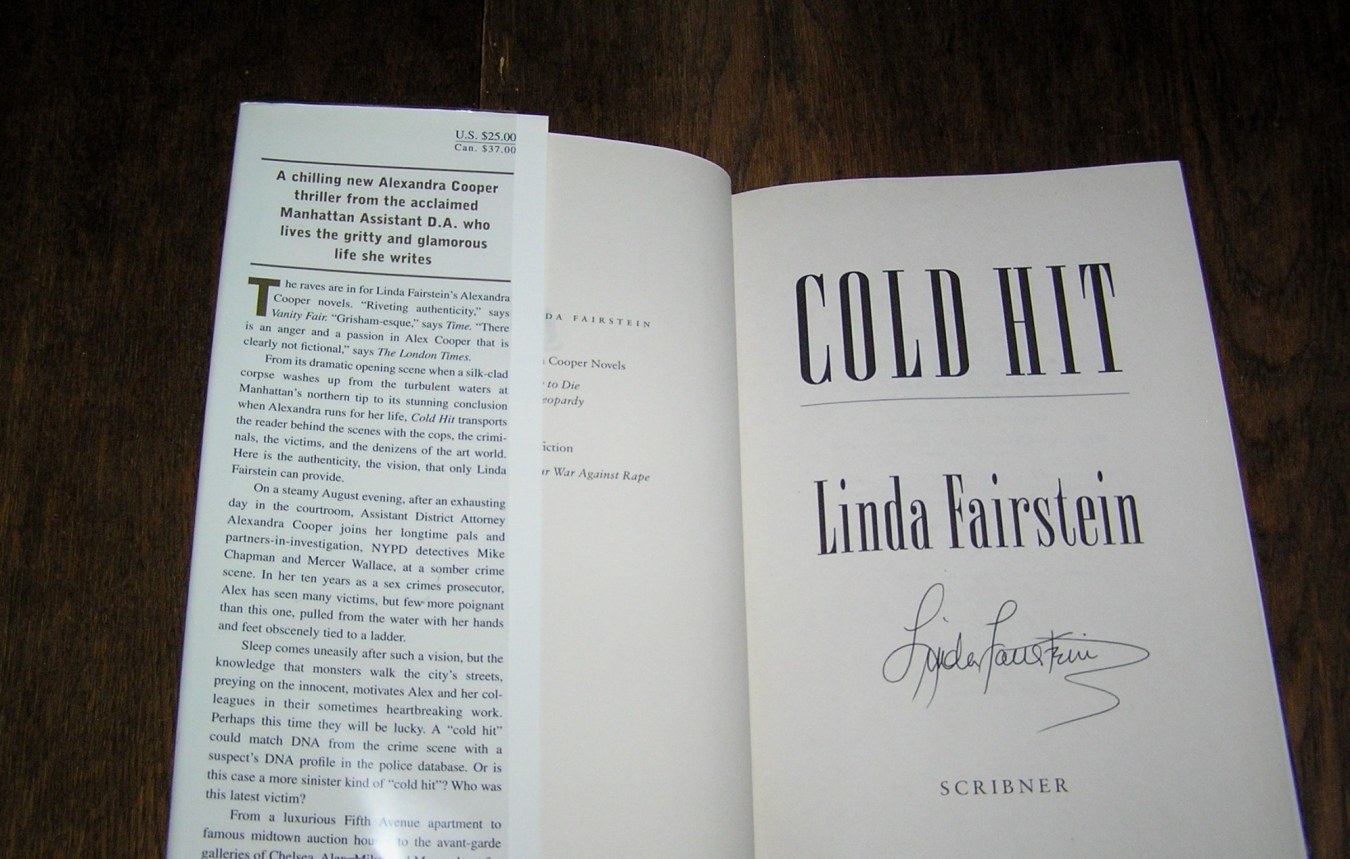 U.S. $25.00
Can. $37.00
A chilling new Alexandra Cooper
thriller from the acclaimed
Manhattan Assistant D.A. who
lives the gritty and glamorous
life she writes
The raves are in for Linda Fairstein's Alexandra
Cooper novels. "Riveting authenticity," says
Vanity Fair. "Grisham-esque," says Time. "There
is an anger and a passion in Alex Cooper that is
clearly not fictional," says The London Times.
From its dramatic opening scene when a silk-clad
corpse washes up from the turbulent waters at
Manhattan's northern tip to its stunning conclusion
when Alexandra runs for her life, Cold Hit transports
the reader behind the scenes with the cops, the crimi-
nals, the victims, and the denizens of the art world.
Here is the authenticity, the vision, that only Linda
Fairstein can provide.
On a steamy August evening, after an exhausting
day in the courtroom, Assistant District Attorney
Alexandra Cooper joins her longtime pals and
partners-in-investigation, NYPD detectives Mike
Chapman and Mercer Wallace, at a somber crime
scene. In her ten years as a sex crimes prosecutor,
Alex has seen many victims, but few more poignant
than this one, pulled from the water with her hands
and feet obscenely tied to a ladder.
Sleep comes uneasily after such a vision, but the
knowledge that monsters walk the city's streets,
preying on the innocent, motivates Alex and her col-
leagues in their sometimes heartbreaking work.
Perhaps this time they will be lucky. A "cold hit"
could match DNA from the crime scene with a
suspect's DNA profile in the police database. Or is
this case a more sinister kind of "cold hit"? Who was
this latest victim?
From a luxurious Fifth Avenue apartment to
famous midtown auction hou to the avant-garde
galleries of Chelsea,
DA FAIRSTEIN
Cooper Novels
to Die
eopardy
iction
ur War Against Rape
COLD HIT
Linda Fairstein
Linda Fairstein
SCRIBNER